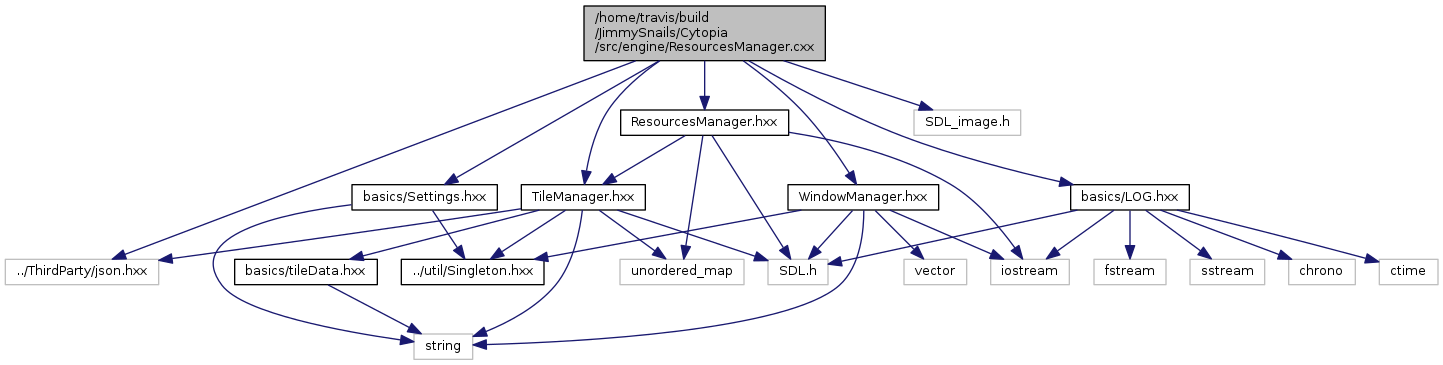 /home/travis/build
/JimmySnails/Cytopia
/src/engine/ResourcesManager.cxx
ResourcesManager.hxx
SDL_image.h
basics/Settings.hxx
TileManager.hxx
WindowManager.hxx
basics/LOG.hxx
../ThirdParty/json.hxx
basics/tileData.hxx
../util/Singleton.hxx
unordered_map
SDL.h
vector
iostream
fstream
sstream
chrono
ctime
string